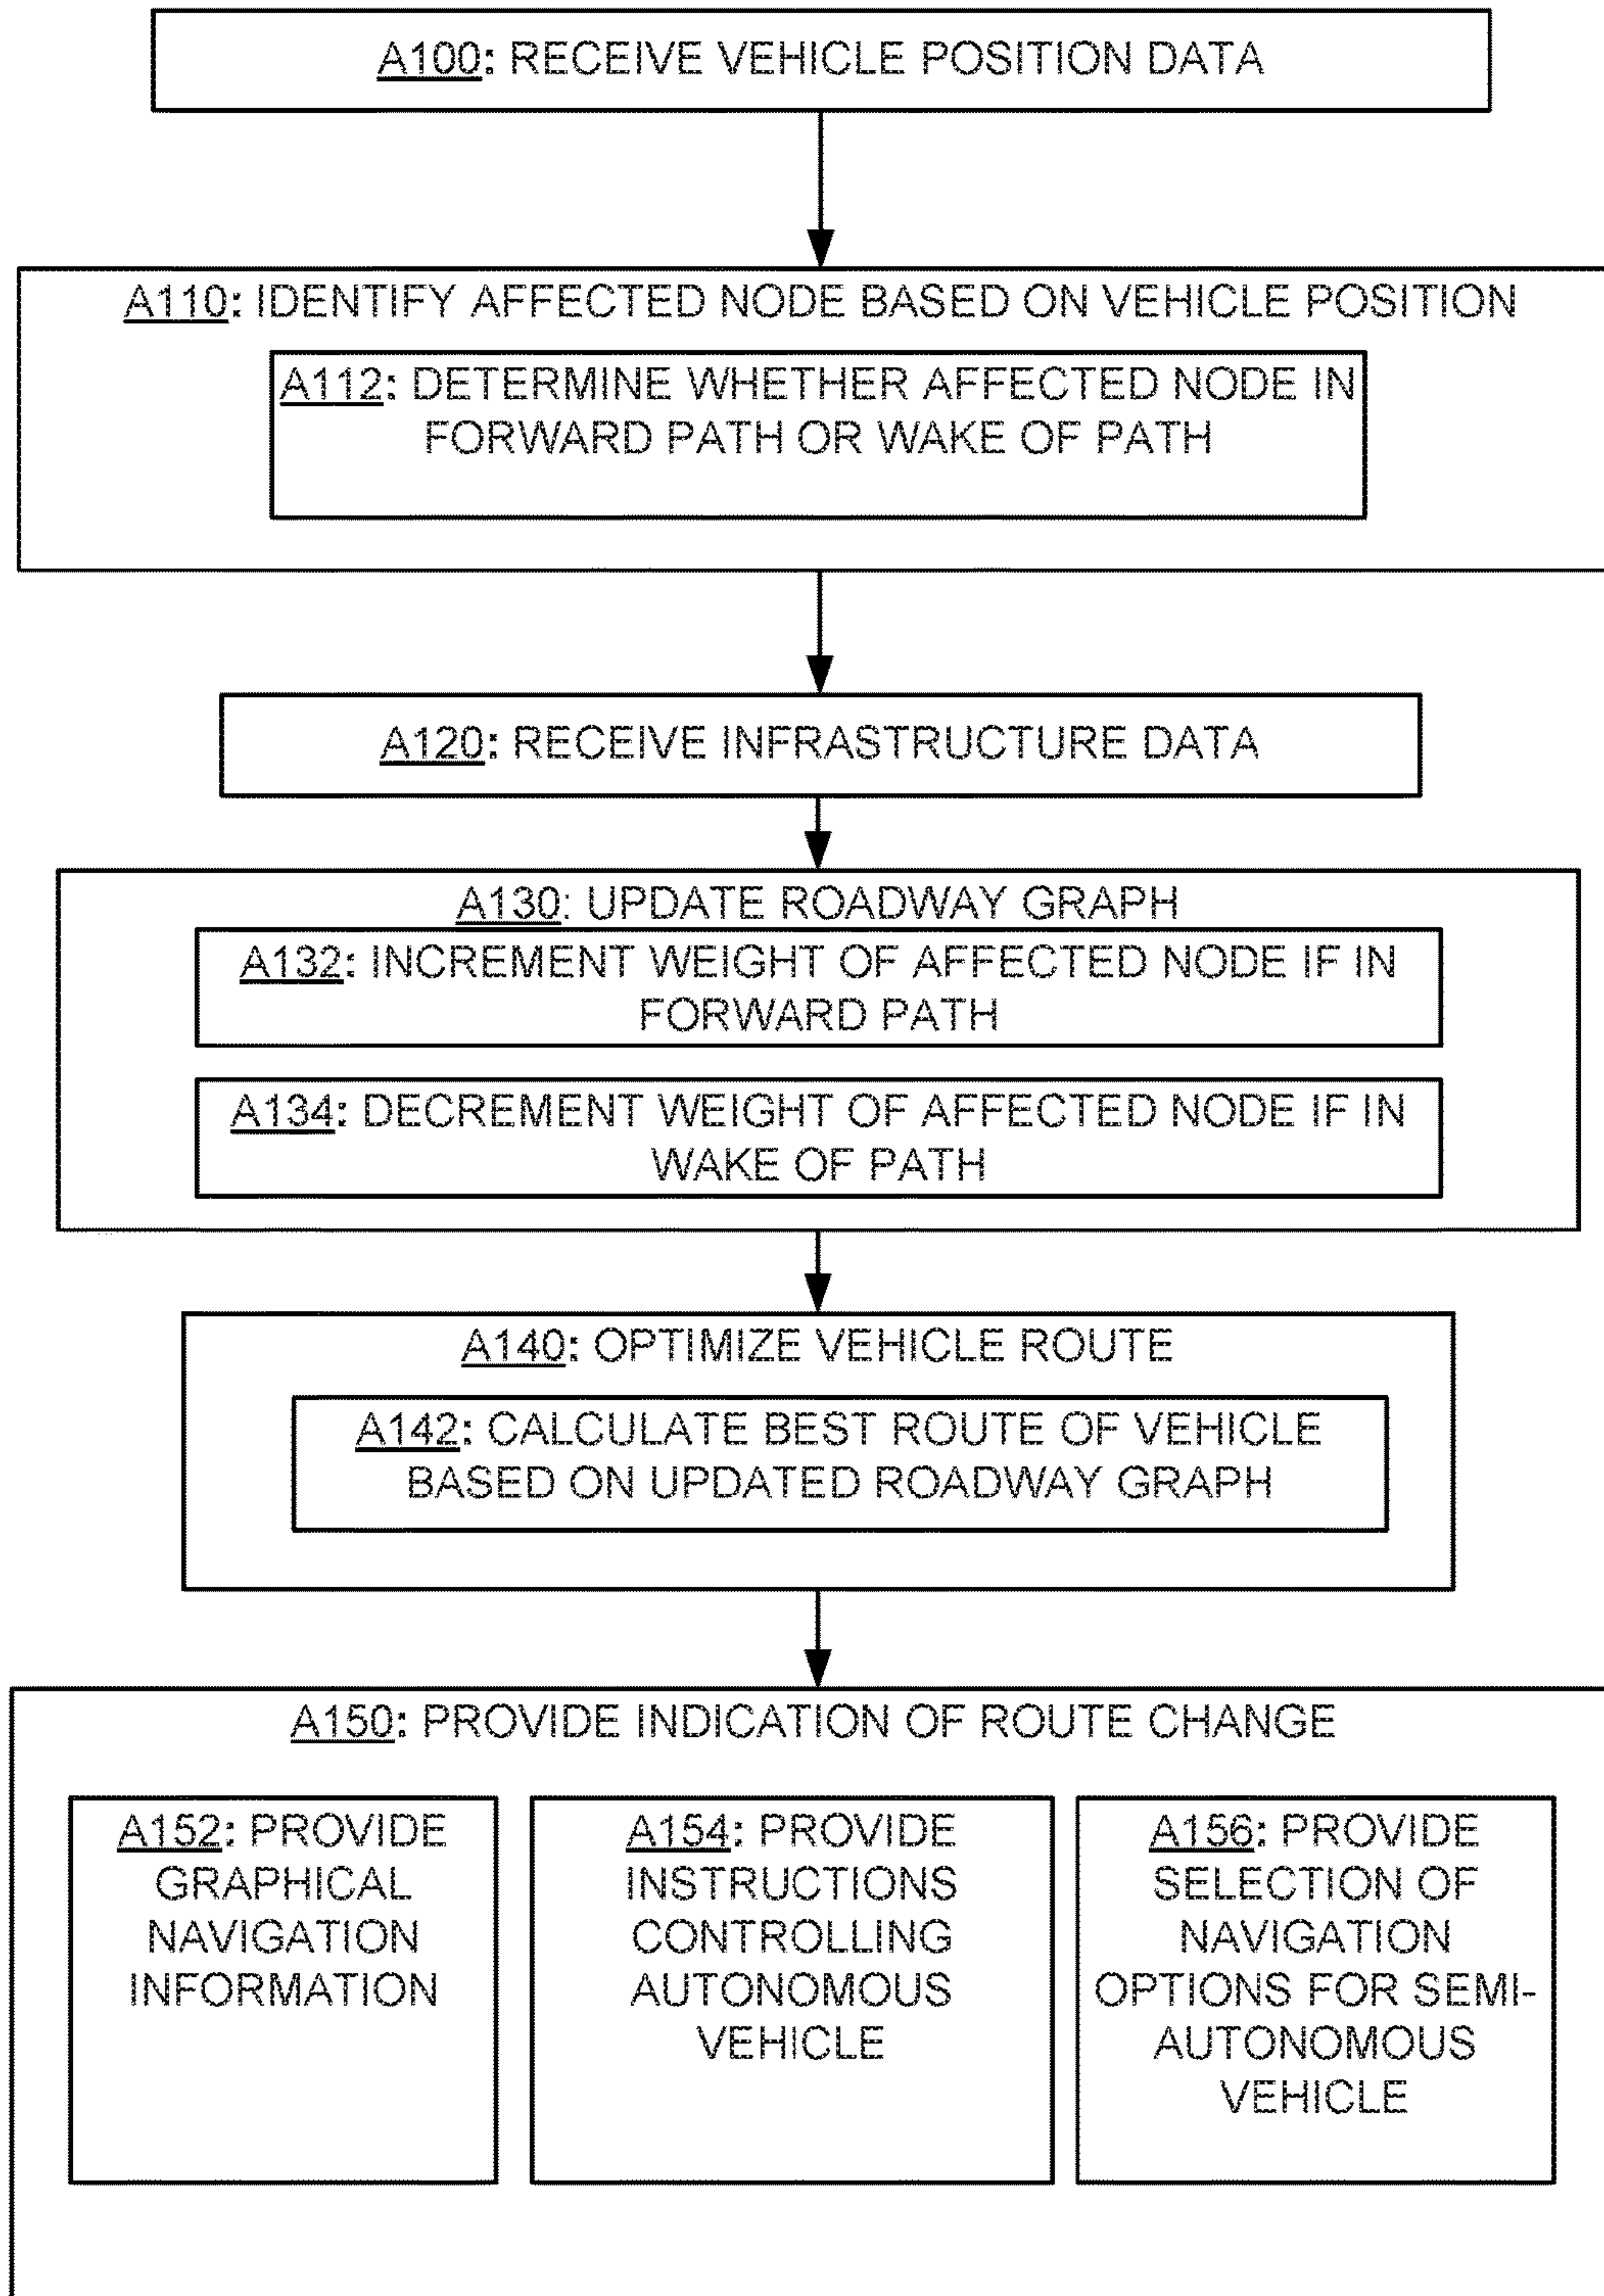 A100: RECEIVE VEHICLE POSITION DATA
A110: IDENTIFY AFFECTED NODE BASED ON VEHICLE POSITION
A112: DETERMINE WHETHER AFFECTED NODE IN
FORWARD PATH OR WAKE OF PATH
A120: RECEIVE INFRASTRUCTURE DATA
A130: UPDATE ROADWAY GRAPH
A132: INCREMENT WEIGHT OF AFFECTED NODE IF IN
FORWARD PATH
A134: DECREMENT WEIGHT OF AFFECTED NODE IF IN
WAKE OF PATH
A140: OPTIMIZE VEHICLE ROUTE
A142: CALCULATE BEST ROUTE OF VEHICLE
BASED ON UPDATED ROADWAY GRAPH
A150: PROVIDE INDICATION OF ROUTE CHANGE
A152: PROVIDE
GRAPHICAL
NAVIGATION
INFORMATION
A154: PROVIDE
INSTRUCTIONS
CONTROLLING
AUTONOMOUS
VEHICLE
A156: PROVIDE
SELECTION OF
NAVIGATION
OPTIONS FOR SEMI-
AUTONOMOUS
VEHICLE